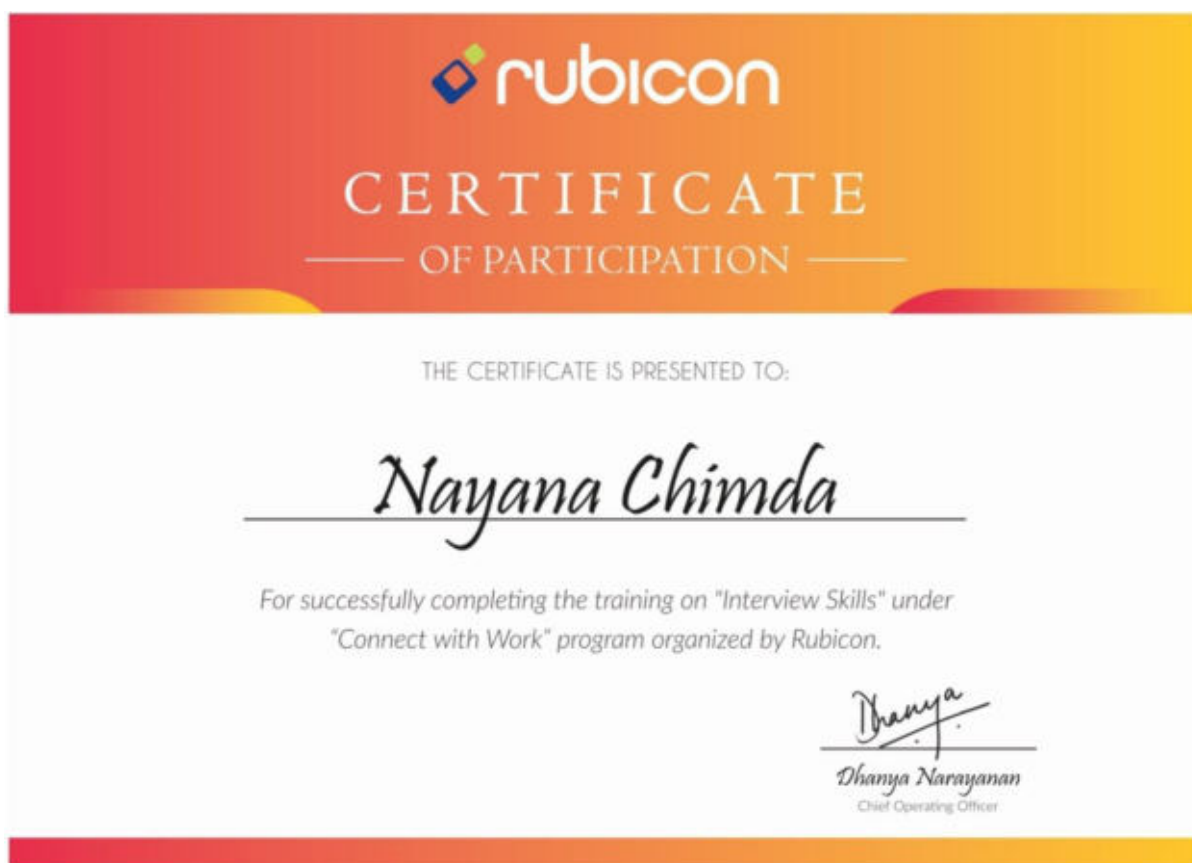 rubicon
CERTIFICATE
OF PARTICIPATION
THE CERTIFICATE IS PRESENTED TO:
Nayana Chimda
For successfully completing the training on "Interview Skills" under
"Connect with Work" program organized by Rubicon.
Dhanya
Dhanya Narayanan
Chief Operating Officer